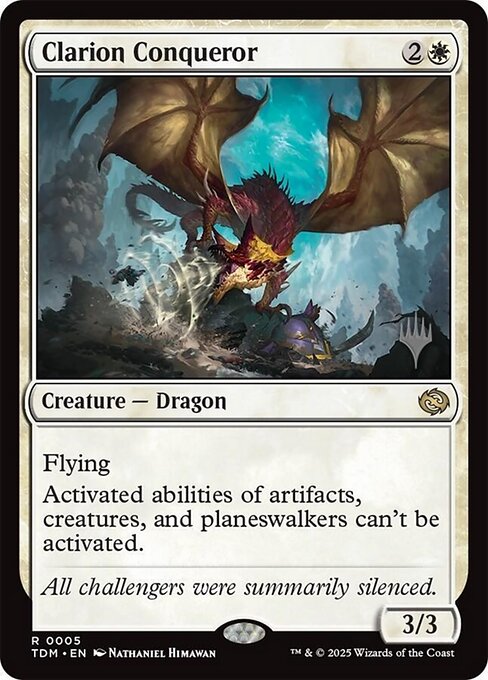 Clarion Conqueror 2
Creature — Dragon
Flying
Activated abilities of artifacts,
creatures, and planeswalkers can't be
activated.
All challengers were summarily silenced.
3/3
R 0005
TDM • EN Nathaniel Himawan
™ & © 2025 Wizards of the Coast